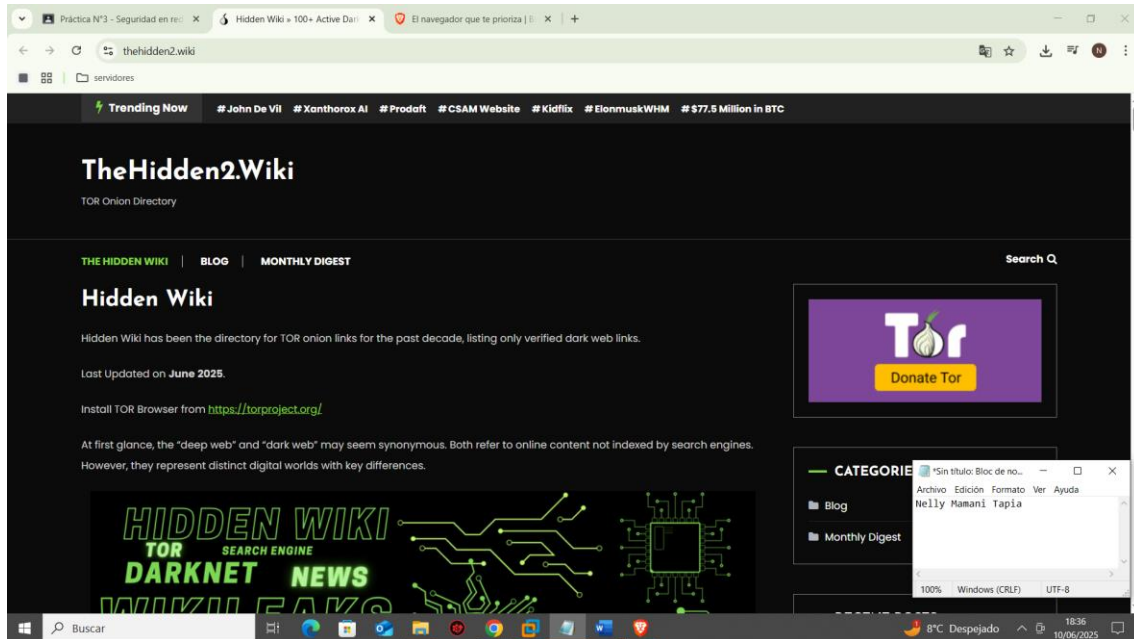 Práctica N°3 - Seguridad en red
Hidden Wiki » 100+ Active Dark
El navegador que te prioriza |
thehidden2.wiki
N
servidores
Trending Now
# John De Vil # Xanthorox AI # Prodaft # CSAM Website # Kidflix # ElonmuskWHM # $77.5 Million in BTC
TheHidden2.Wiki
TOR Onion Directory
THE HIDDEN WIKI | BLOG | MONTHLY DIGEST
Search
Hidden Wiki
Hidden Wiki has been the directory for TOR onion links for the past decade, listing only verified dark web links.
Last Updated on June 2025.
Install TOR Browser from https://torproject.org/
At first glance, the “deep web” and “dark web” may seem synonymous. Both refer to online content not indexed by search engines.
However, they represent distinct digital worlds with key differences.
HIDDEN WIKI
TOR SEARCH ENGINE
DARKNET NEWS
WIKILEAKS
Tor
Donate Tor
CATEGORIE
Blog
Monthly Digest
*Sin título: Bloc de no...
Archivo Edición Formato Ver Ayuda
Nelly Mamani Tapia
100% Windows (CRLF) UTF-8
Buscar
8°C Despejado
18:36
10/06/2025